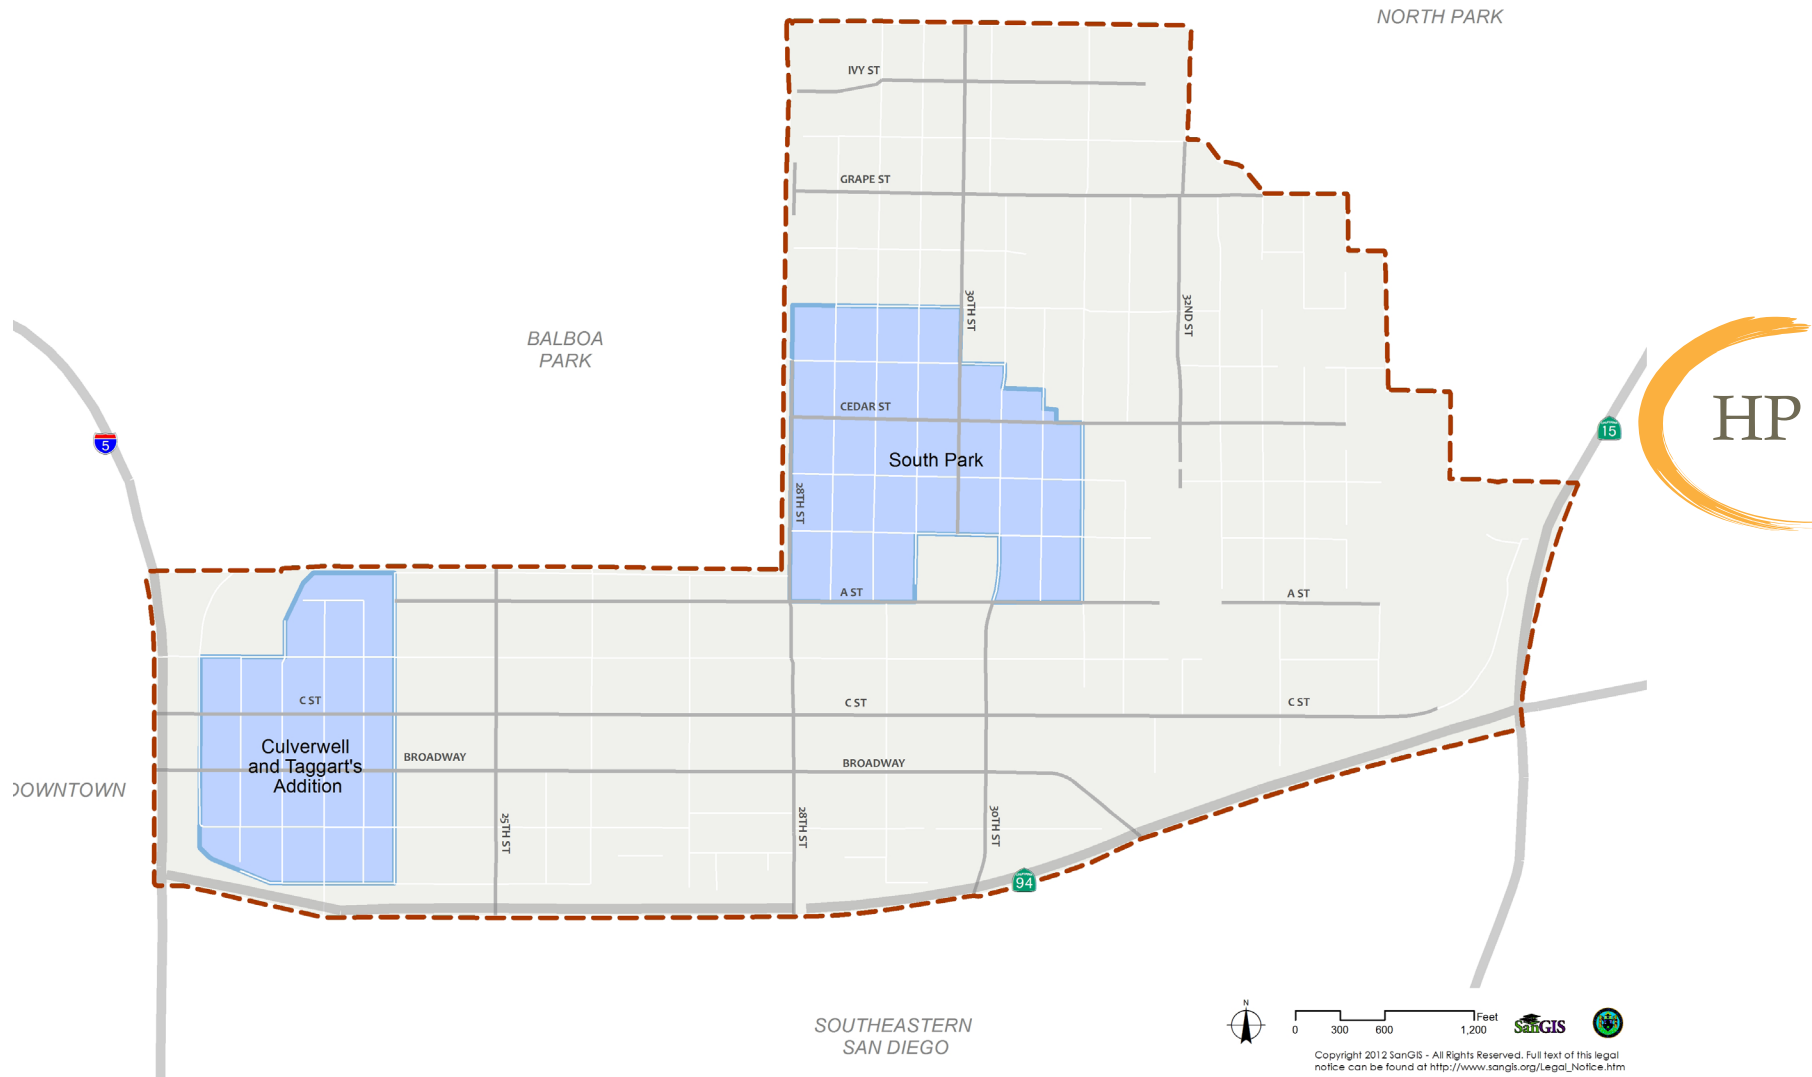 NORTH PARK
IVY ST
GRAPE ST
30TH ST
32ND ST
BALBOA
PARK
CEDAR ST
15
HP
5
South Park
28TH ST
A ST
A ST
C ST
C ST
C ST
Culverwell
and Taggart's
Addition
BROADWAY
BROADWAY
DOWNTOWN
25TH ST
28TH ST
30TH ST
94
SOUTHEASTERN
SAN DIEGO
N
Feet
0 300 600 1,200
SanGIS
Copyright 2012 SanGIS - All Rights Reserved. Full text of this legal
notice can be found at http://www.sangis.org/Legal_Notice.htm